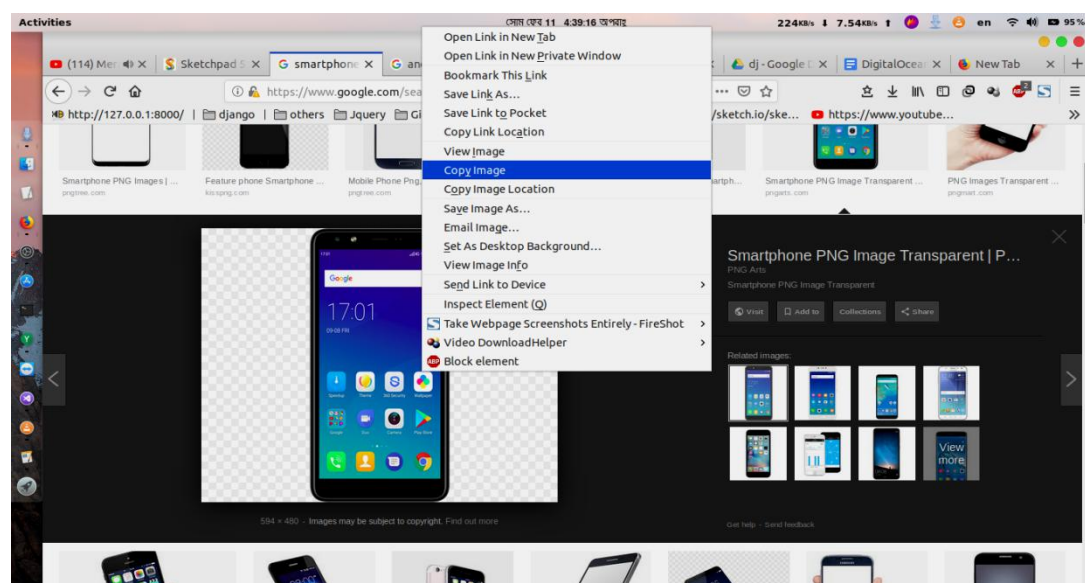 Activities
সোম ফেব 11 4:39:16 অপরাহ্ণ
224KB/s ⬇ 7.54KB/s ⬆
en
95%
(114) Mer
Sketchpad S
G smartphone
dj - Google D
DigitalOcean
New Tab
https://www.google.com/sea
http://127.0.0.1:8000/
django
others
Jquery
/sketch.io/ske...
https://www.youtube...
Open Link in New Tab
Open Link in New Private Window
Bookmark This Link
Save Link As...
Save Link to Pocket
Copy Link Location
View Image
Copy Image
Copy Image Location
Save Image As...
Email Image...
Set As Desktop Background...
View Image Info
Send Link to Device
Inspect Element (Q)
Take Webpage Screenshots Entirely - FireShot
Video DownloadHelper
Block element
Smartphone PNG Images | ...
pngtree.com
Feature phone Smartphone ...
kisspng.com
Mobile Phone Png,
pngtree.com
Smartphone PNG Image Transparent ...
pngarts.com
PNG Images Transparent ...
pngmart.com
Google
17:01
Smartphone PNG Image Transparent | P...
PNG Arts
Smartphone PNG Image Transparent
Visit
Add to
Collections
Share
Related images:
View more
594 × 480 - Images may be subject to copyright. Find out more
Get help - Send feedback